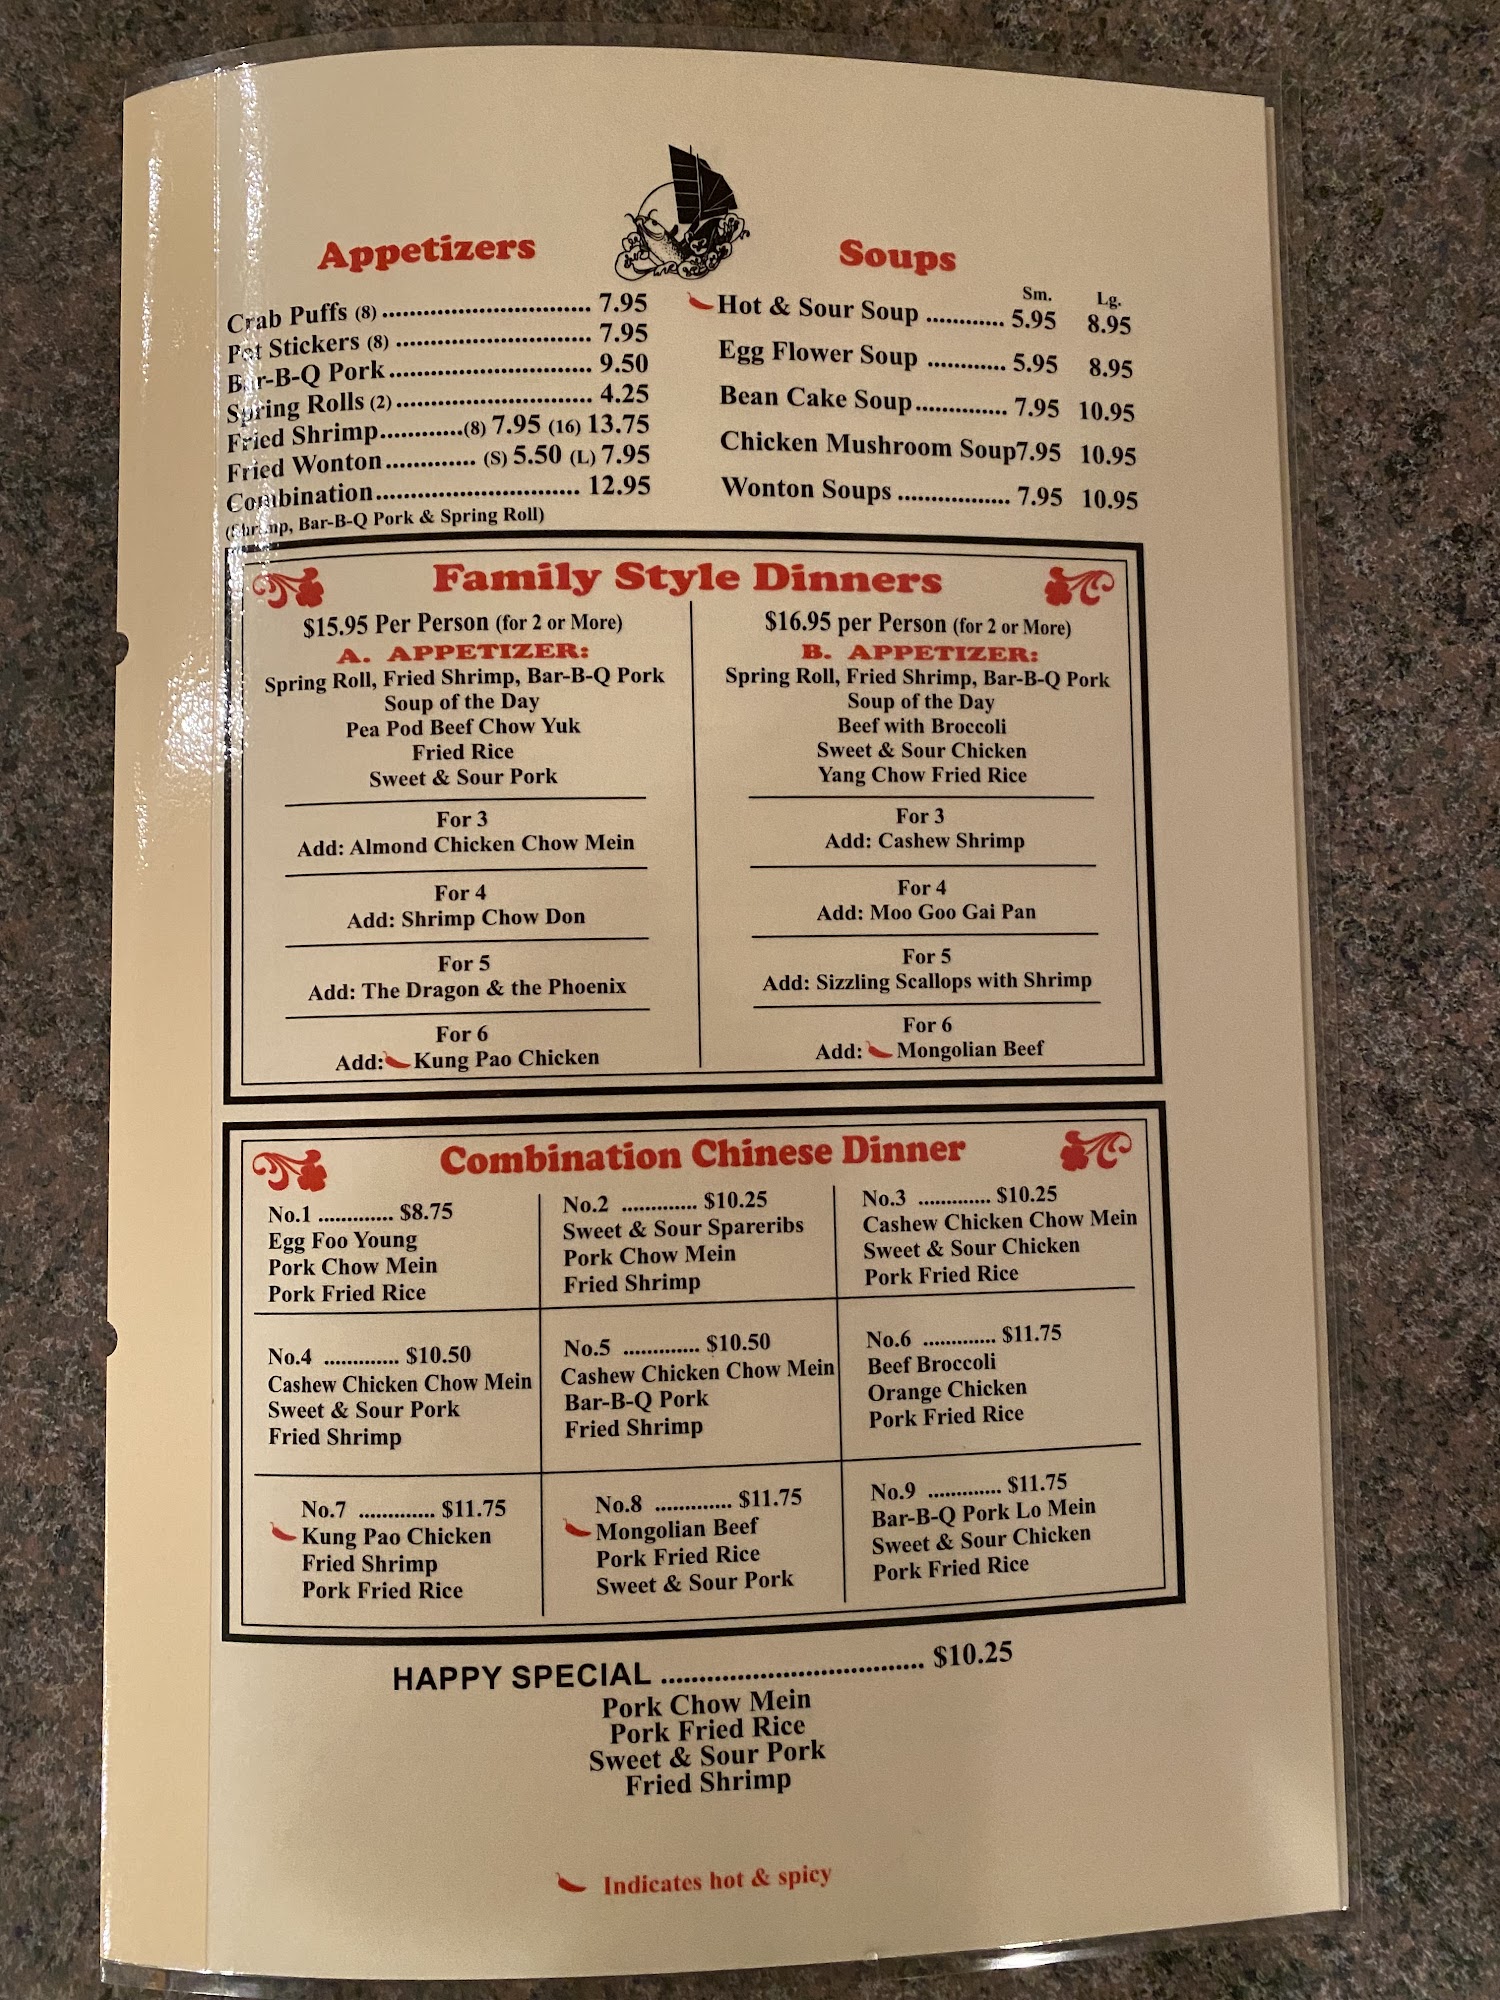 Appetizers
Crab Puffs (8) ........................... 7.95
Pot Stickers (8) ......................... 7.95
Bar-B-Q Pork .......................... 9.50
Spring Rolls (2) ......................... 4.25
Fried Shrimp............(8) 7.95 (16) 13.75
Fried Wonton ............. (S) 5.50 (L) 7.95
Combination .............................. 12.95
(Shrimp, Bar-B-Q Pork & Spring Roll)
Soups
Sm. Lg.
Hot & Sour Soup ............ 5.95 8.95
Egg Flower Soup ............ 5.95 8.95
Bean Cake Soup.............. 7.95 10.95
Chicken Mushroom Soup7.95 10.95
Wonton Soups ................. 7.95 10.95
Family Style Dinners
$15.95 Per Person (for 2 or More)
A. APPETIZER:
Spring Roll, Fried Shrimp, Bar-B-Q Pork
Soup of the Day
Pea Pod Beef Chow Yuk
Fried Rice
Sweet & Sour Pork
For 3
Add: Almond Chicken Chow Mein
For 4
Add: Shrimp Chow Don
For 5
Add: The Dragon & the Phoenix
For 6
Add: Kung Pao Chicken
$16.95 per Person (for 2 or More)
B. APPETIZER:
Spring Roll, Fried Shrimp, Bar-B-Q Pork
Soup of the Day
Beef with Broccoli
Sweet & Sour Chicken
Yang Chow Fried Rice
For 3
Add: Cashew Shrimp
For 4
Add: Moo Goo Gai Pan
For 5
Add: Sizzling Scallops with Shrimp
For 6
Add: Mongolian Beef
Combination Chinese Dinner
No.1 ............. $8.75
Egg Foo Young
Pork Chow Mein
Pork Fried Rice
No.2 ............. $10.25
Sweet & Sour Spareribs
Pork Chow Mein
Fried Shrimp
No.3 ............. $10.25
Cashew Chicken Chow Mein
Sweet & Sour Chicken
Pork Fried Rice
No.4 ............. $10.50
Cashew Chicken Chow Mein
Sweet & Sour Pork
Fried Shrimp
No.5 ............. $10.50
Cashew Chicken Chow Mein
Bar-B-Q Pork
Fried Shrimp
No.6 ............. $11.75
Beef Broccoli
Orange Chicken
Pork Fried Rice
No.7 ............. $11.75
Kung Pao Chicken
Fried Shrimp
Pork Fried Rice
No.8 ............. $11.75
Mongolian Beef
Pork Fried Rice
Sweet & Sour Pork
No.9 ............. $11.75
Bar-B-Q Pork Lo Mein
Sweet & Sour Chicken
Pork Fried Rice
HAPPY SPECIAL .................................. $10.25
Pork Chow Mein
Pork Fried Rice
Sweet & Sour Pork
Fried Shrimp
Indicates hot & spicy